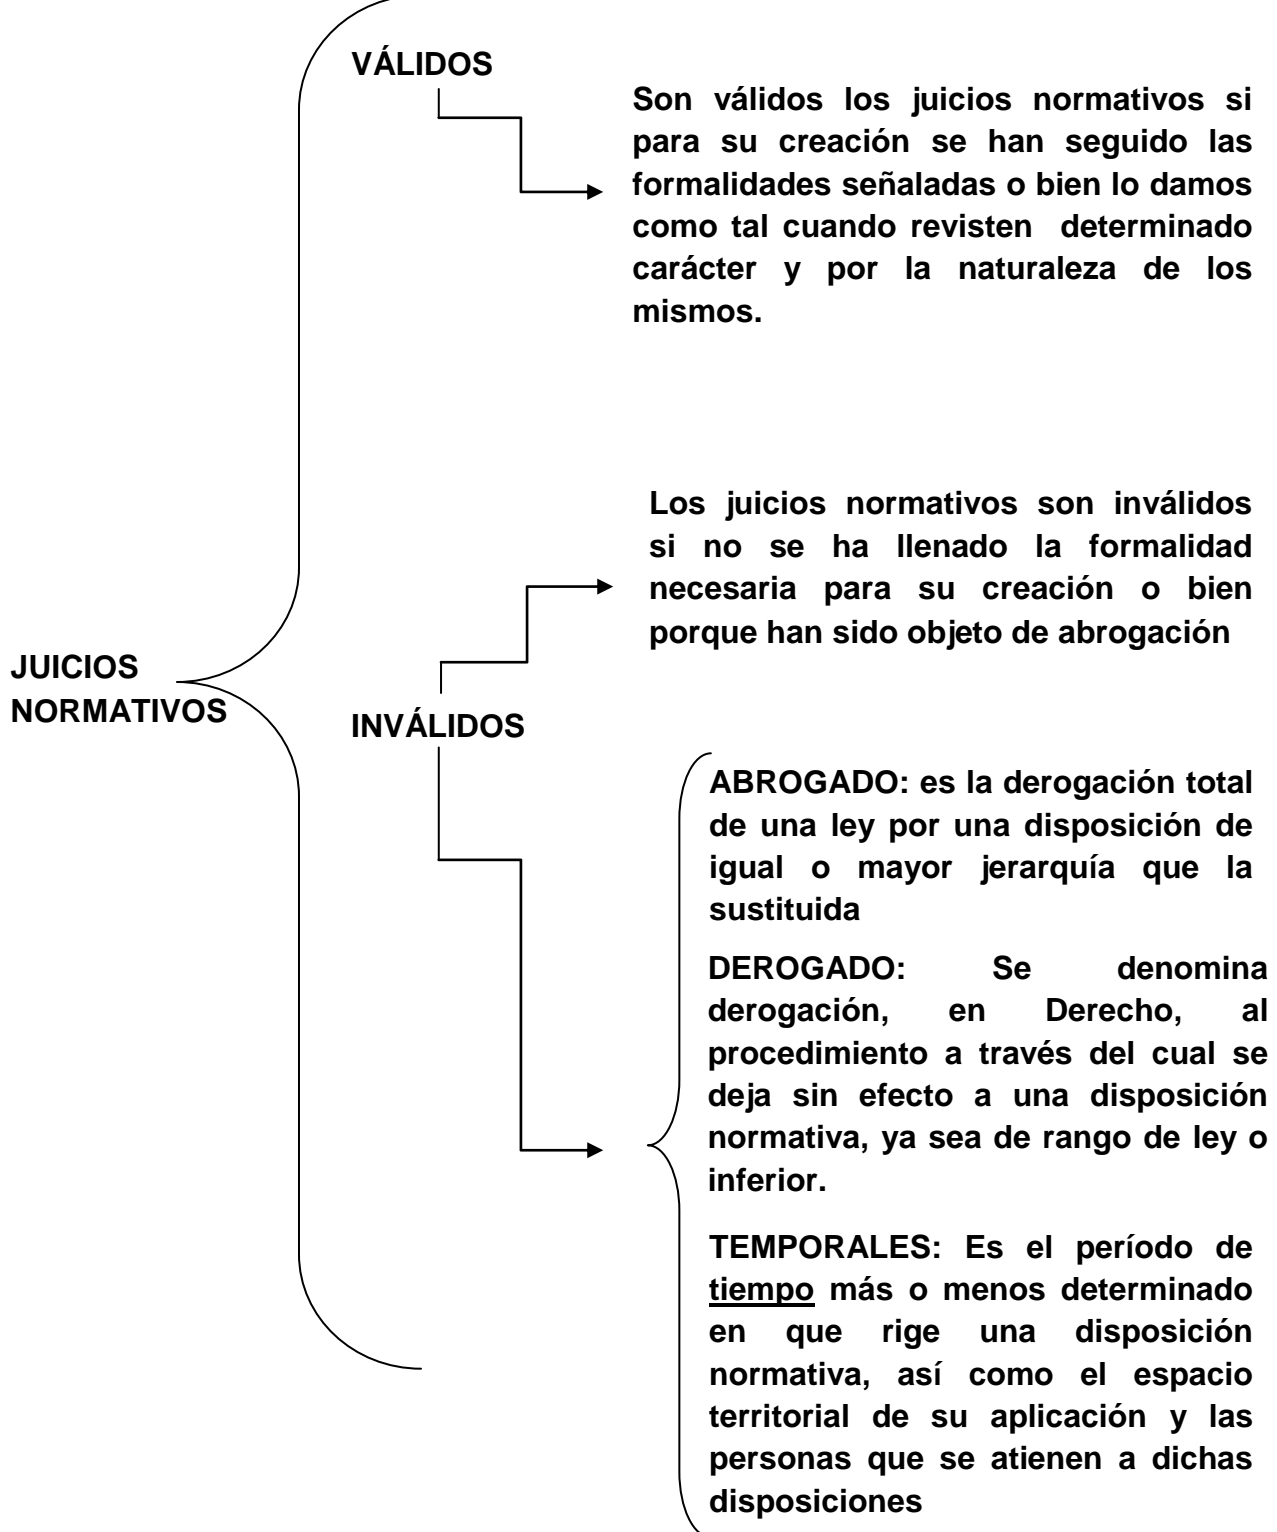 VÁLIDOS
Son válidos los juicios normativos si
para su creación se han seguido las
formalidades señaladas o bien lo damos
como tal cuando revisten determinado
carácter y por la naturaleza de los
mismos.
Los juicios normativos son inválidos
si no se ha llenado la formalidad
necesaria para su creación o bien
porque han sido objeto de abrogación
JUICIOS
NORMATIVOS
INVÁLIDOS
ABROGADO: es la derogación total
de una ley por una disposición de
igual o mayor jerarquía que la
sustituida
DEROGADO: Se denomina
derogación, en Derecho, al
procedimiento a través del cual se
deja sin efecto a una disposición
normativa, ya sea de rango de ley o
inferior.
TEMPORALES: Es el período de
tiempo más o menos determinado
en que rige una disposición
normativa, así como el espacio
territorial de su aplicación y las
personas que se atienen a dichas
disposiciones